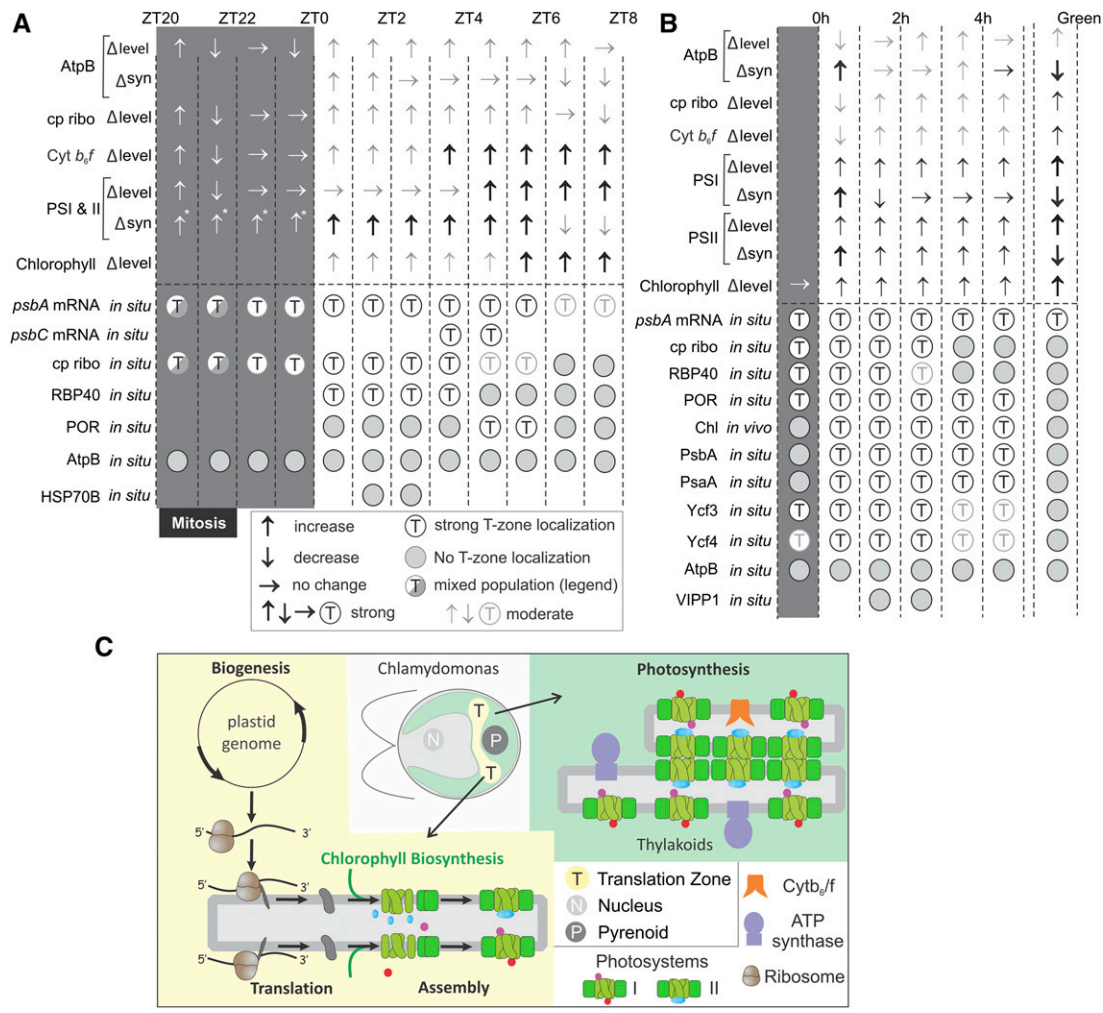 A
ZT20 ZT22 ZT0 ZT2 ZT4 ZT6 ZT8
AtpB
Δlevel ↑ ↓ → ↓ ↑ ↑ ↑ ↑ ↑ ↑ ↑ →
Δsyn ↑ ↑ → → → → ↓ ↓
cp ribo Δlevel ↑ ↓ → → ↑ ↑ ↑ ↑ ↑ ↑ → ↓
Cyt b₆f Δlevel ↑ ↓ → → ↑ ↑ ↑ ↑ ↑ ↑ ↑ ↑
PSI & II
Δlevel ↑ ↓ → → → → → → ↑ ↑ ↑ ↑
Δsyn ↑* ↑* ↑* ↑* ↑ ↑ ↑ ↑ ↑ ↑ ↓ ↓
Chlorophyll Δlevel ↑ ↑ ↑ ↑ ↑ ↑ ↑ ↑
psbA mRNA in situ T T T T T T T T T T T T
psbC mRNA in situ T T
cp ribo in situ T T T T T T T T T T
RBP40 in situ T T T T
POR in situ T T
AtpB in situ
HSP70B in situ
Mitosis
↑ increase
↓ decrease
→ no change
↑↓→ T strong
T strong T-zone localization
No T-zone localization
T mixed population (legend)
↑↓ T moderate
B
0h 2h 4h Green
AtpB
Δlevel ↓ → ↑ ↑ → ↑
Δsyn ↑ → → ↑ → ↓
cp ribo Δlevel ↓ ↑ ↑ ↑ ↑ ↑
Cyt b₆f Δlevel ↓ ↑ ↑ ↑ ↑ ↑
PSI
Δlevel ↑ ↑ ↑ ↑ ↑ ↑
Δsyn ↑ ↓ → → → ↓
PSII
Δlevel ↑ ↑ ↑ ↑ ↑ ↑
Δsyn ↑ ↑ ↑ ↑ ↑ ↓
Chlorophyll Δlevel → ↑ ↑ ↑ ↑ ↑ ↑
psbA mRNA in situ T T T T T T T
cp ribo in situ T T T T
RBP40 in situ T T T T
POR in situ T T T T T T
Chl in vivo T T T T T
PsbA in situ T T T T T
PsaA in situ T T T T T
Ycf3 in situ T T T T T T
Ycf4 in situ T T T T T T
AtpB in situ
VIPP1 in situ
C
Biogenesis
plastid
genome
5' 3'
5' 3'
Chlorophyll Biosynthesis
5' 3'
Translation Assembly
Chlamydomonas
T
N P
T
Photosynthesis
Thylakoids
T Translation Zone
N Nucleus
P Pyrenoid
Photosystems
I II
Cytb₆/f
ATP
synthase
Ribosome